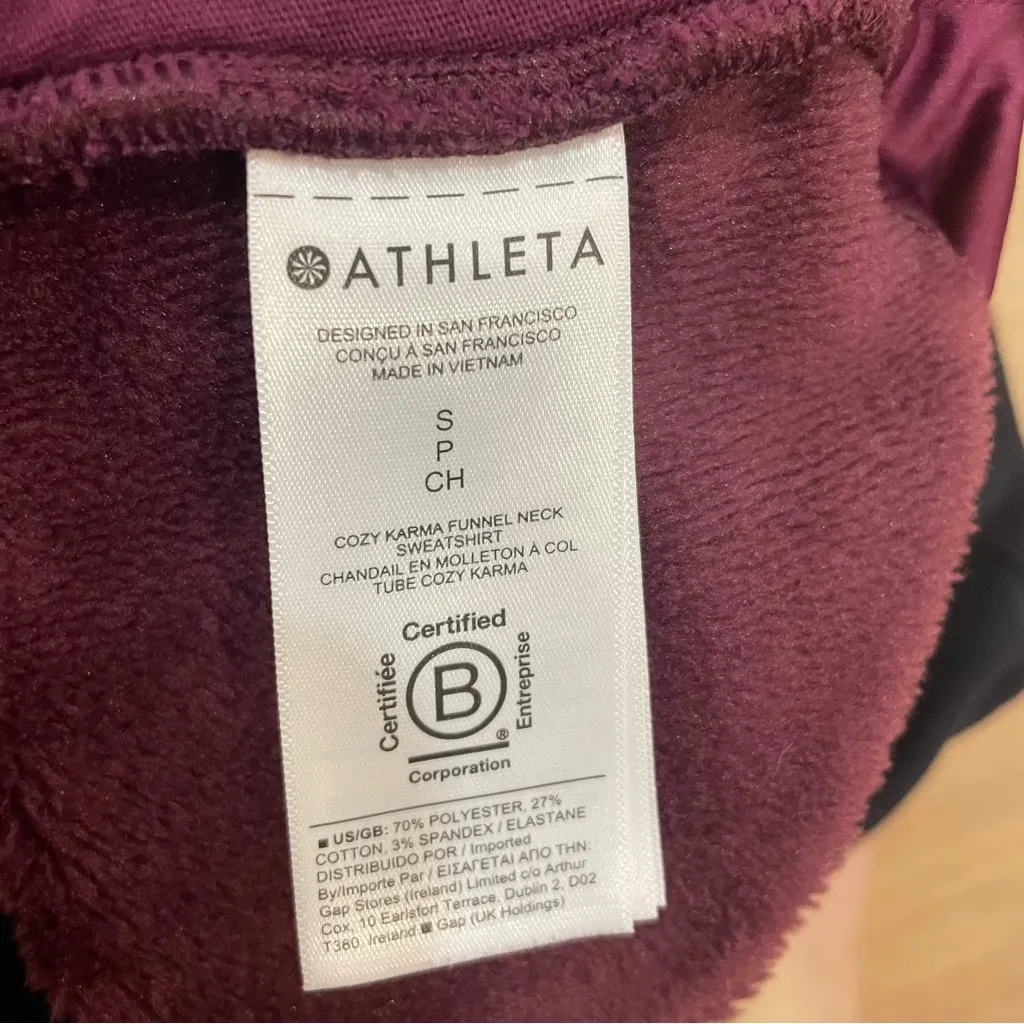 ATHLETA
DESIGNED IN SAN FRANCISCO
CONÇU À SAN FRANCISCO
MADE IN VIETNAM
S
P
CH
COZY KARMA FUNNEL NECK
SWEATSHIRT
CHANDAIL EN MOLLETON À COL
TUBE COZY KARMA
Certified
Certifiée
B
Entreprise
®
Corporation
US/GB: 70% POLYESTER, 27%
COTTON, 3% SPANDEX / ELASTANE
DISTRIBUIDO POR / Imported
By/Importe Par / ΕΙΣΑΓΕΤΑΙ ΑΠΟ ΤΗΝ:
Gap Stores (Ireland) Limited c/o Arthur
Cox, 10 Earlsfort Terrace, Dublin 2, D02
T380, Ireland Gap (UK Holdings)